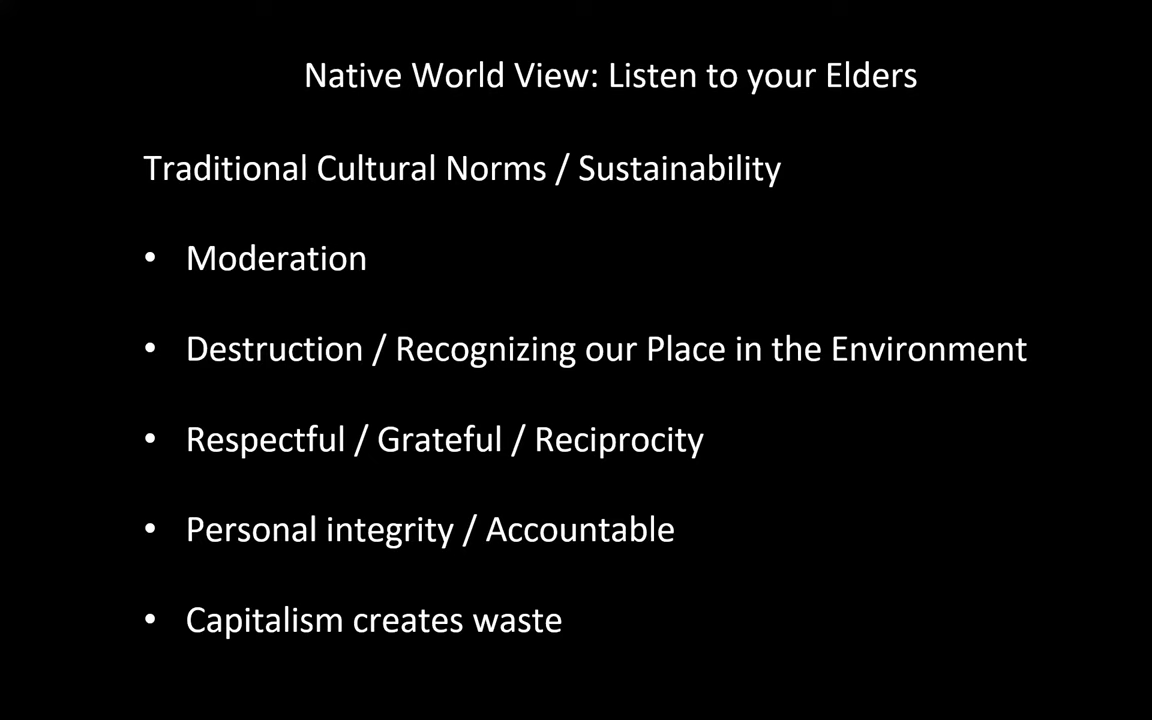 Native World View: Listen to your Elders
Traditional Cultural Norms / Sustainability
• Moderation
• Destruction / Recognizing our Place in the Environment
• Respectful / Grateful / Reciprocity
• Personal integrity / Accountable
• Capitalism creates waste